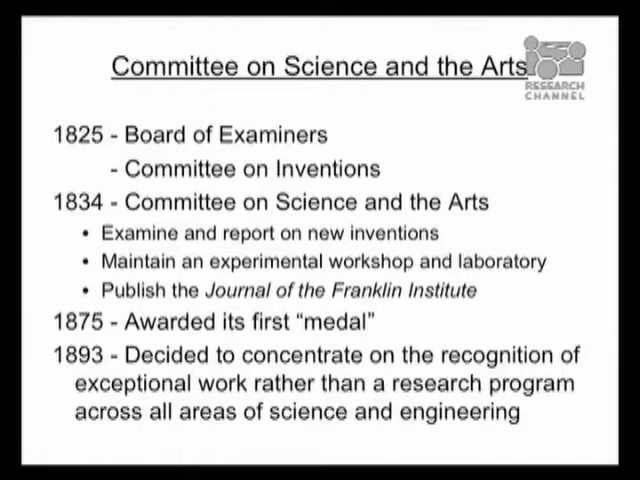 Committee on Science and the Arts
RESEARCH
CHANNEL
1825 - Board of Examiners
- Committee on Inventions
1834 - Committee on Science and the Arts
• Examine and report on new inventions
• Maintain an experimental workshop and laboratory
• Publish the Journal of the Franklin Institute
1875 - Awarded its first “medal”
1893 - Decided to concentrate on the recognition of
exceptional work rather than a research program
across all areas of science and engineering